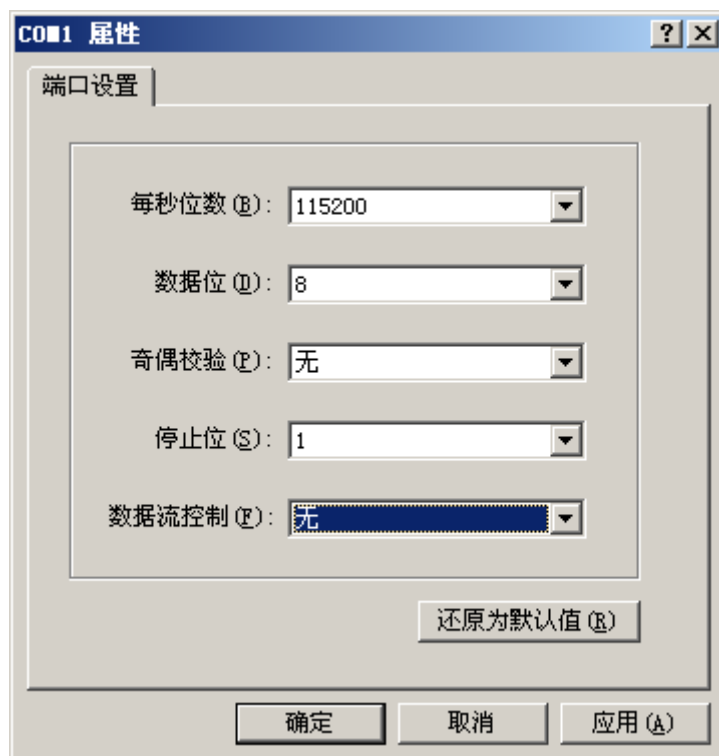 COM1 属性
端口设置
每秒位数(B): 115200
数据位(D): 8
奇偶校验(P): 无
停止位(S): 1
数据流控制(F): 无
还原为默认值(R)
确定 取消 应用(A)